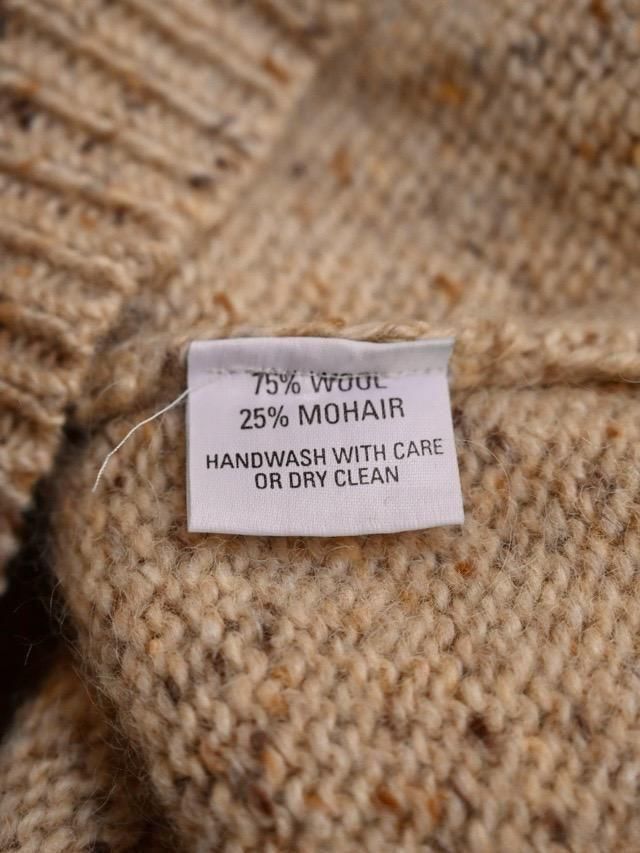 75% WOOL
25% MOHAIR
HANDWASH WITH CARE
OR DRY CLEAN